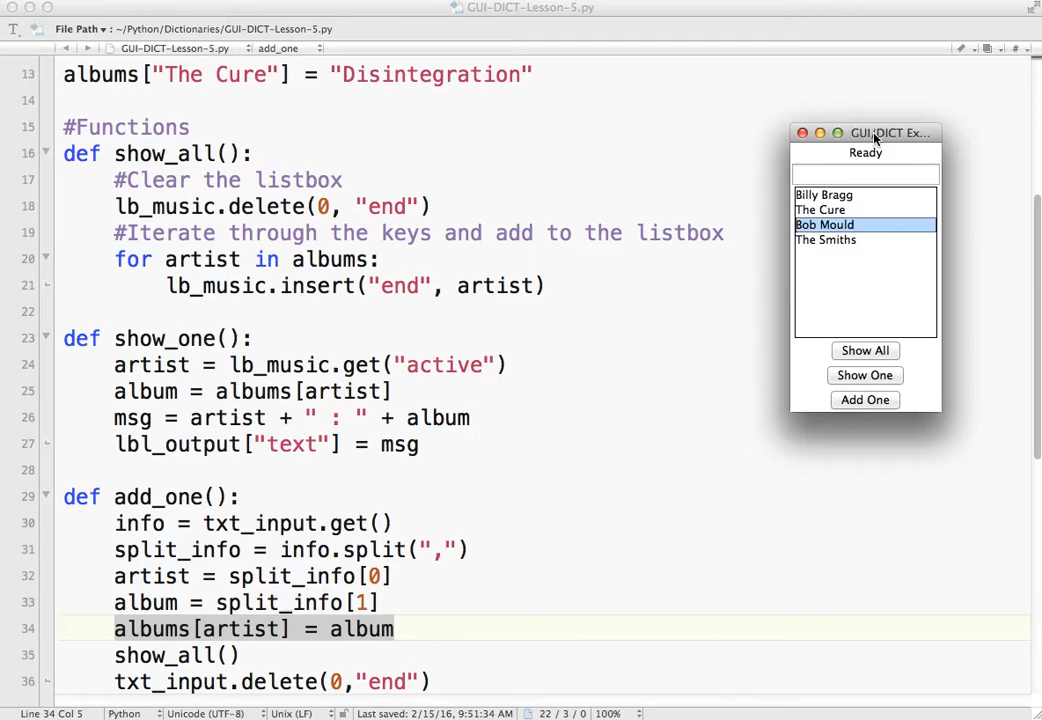 GUI-DICT-Lesson-5.py
File Path ▾ : ~/Python/Dictionaries/GUI-DICT-Lesson-5.py
GUI-DICT-Lesson-5.py add_one
13 albums["The Cure"] = "Disintegration"
14
15 #Functions
16 def show_all():
17 #Clear the listbox
18 lb_music.delete(0, "end")
19 #Iterate through the keys and add to the listbox
20 for artist in albums:
21 lb_music.insert("end", artist)
22
23 def show_one():
24 artist = lb_music.get("active")
25 album = albums[artist]
26 msg = artist + " : " + album
27 lbl_output["text"] = msg
28
29 def add_one():
30 info = txt_input.get()
31 split_info = info.split(",")
32 artist = split_info[0]
33 album = split_info[1]
34 albums[artist] = album
35 show_all()
36 txt_input.delete(0,"end")
GUI/DICT Ex...
Ready
Billy Bragg
The Cure
Bob Mould
The Smiths
Show All
Show One
Add One
Line 34 Col 5 Python Unicode (UTF-8) Unix (LF) Last saved: 2/15/16, 9:51:34 AM 22 / 3 / 0 100%